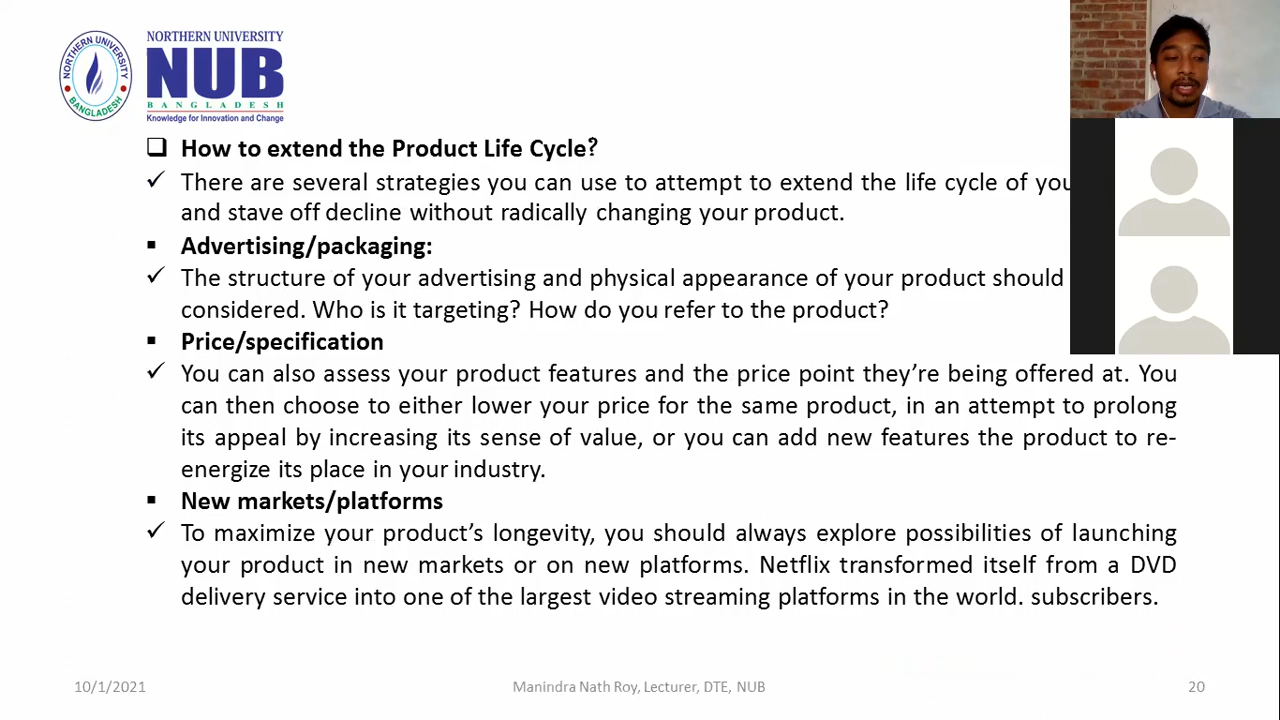 NORTHERN UNIVERSITY
BANGLADESH
NORTHERN UNIVERSITY
NUB
BANGLADESH
Knowledge for Innovation and Change
How to extend the Product Life Cycle?
There are several strategies you can use to attempt to extend the life cycle of
and stave off decline without radically changing your product.
Advertising/packaging:
The structure of your advertising and physical appearance of your product should
considered. Who is it targeting? How do you refer to the product?
Price/specification
You can also assess your product features and the price point they’re being offered at. You
can then choose to either lower your price for the same product, in an attempt to prolong
its appeal by increasing its sense of value, or you can add new features the product to re-
energize its place in your industry.
New markets/platforms
To maximize your product’s longevity, you should always explore possibilities of launching
your product in new markets or on new platforms. Netflix transformed itself from a DVD
delivery service into one of the largest video streaming platforms in the world. subscribers.
10/1/2021
Manindra Nath Roy, Lecturer, DTE, NUB
20